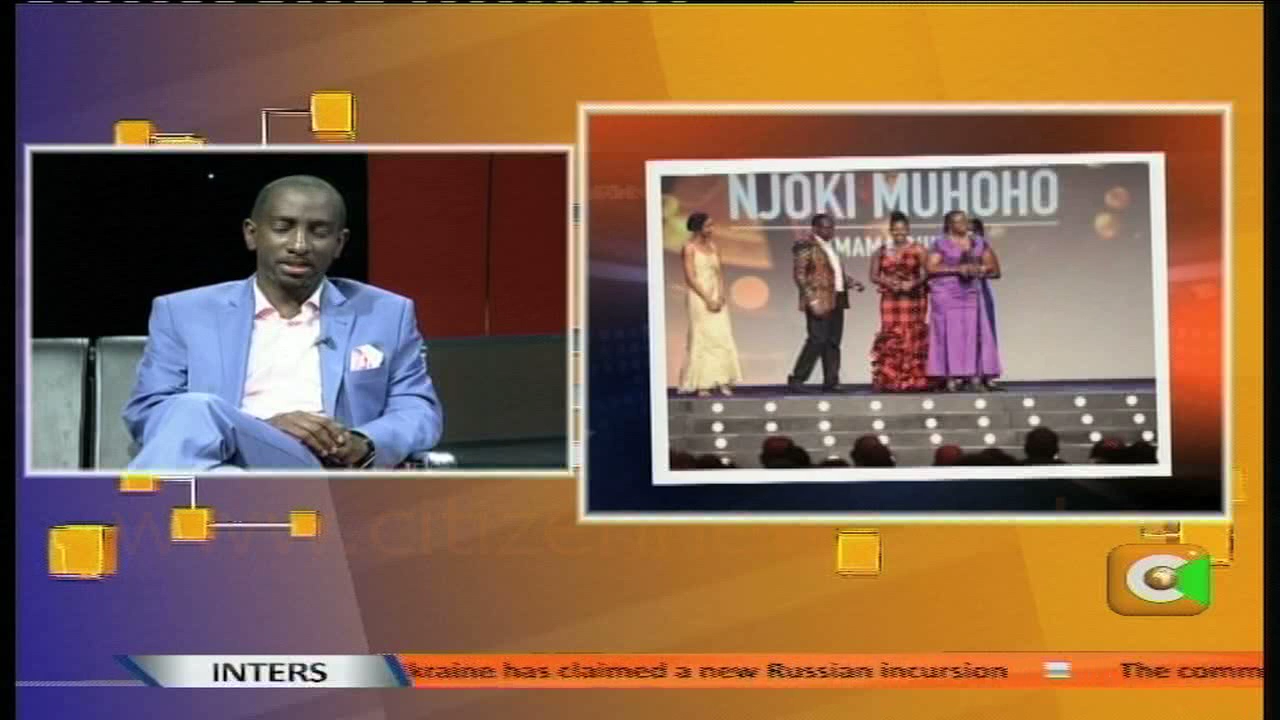 NJOKI MUHOHO
INTERS
kraine has claimed a new Russian incursion
The comm